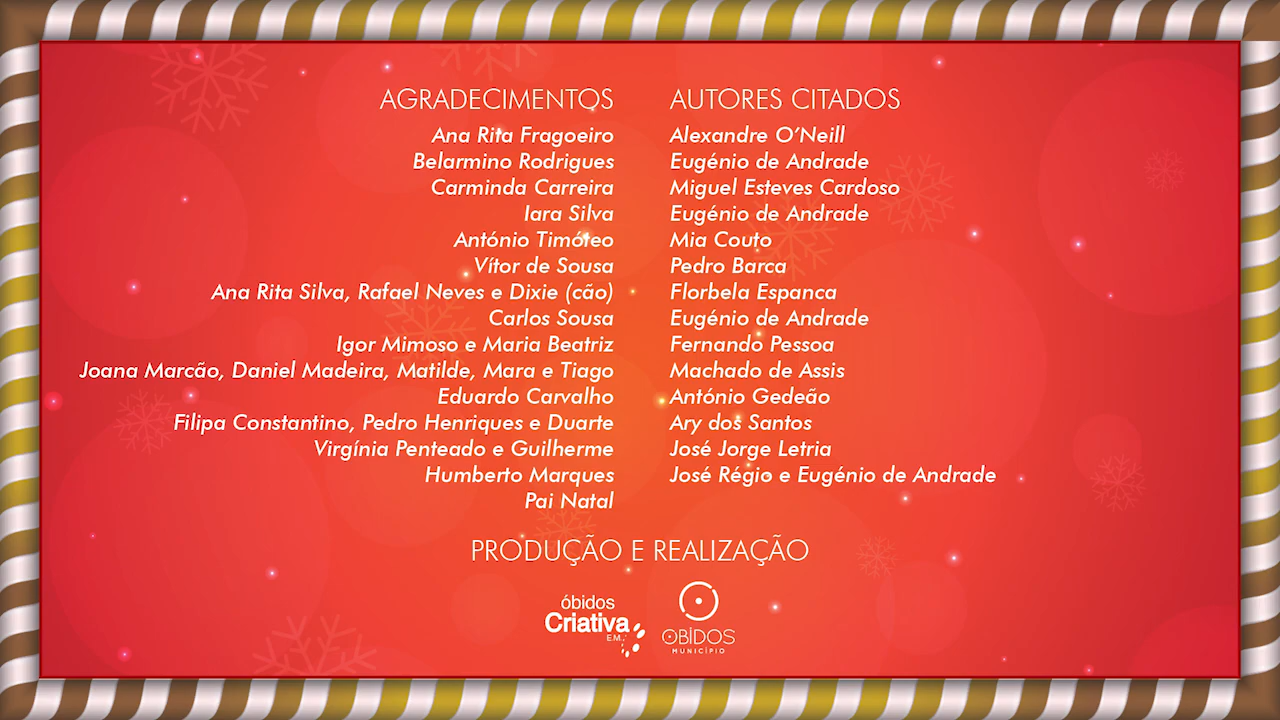 AGRADECIMENTOS
Ana Rita Fragoeiro
Belarmino Rodrigues
Carminda Carreira
Iara Silva
António Timóteo
Vítor de Sousa
Ana Rita Silva, Rafael Neves e Dixie (cão)
Carlos Sousa
Igor Mimoso e Maria Beatriz
Joana Marcão, Daniel Madeira, Matilde, Mara e Tiago
Eduardo Carvalho
Filipa Constantino, Pedro Henriques e Duarte
Virgínia Penteado e Guilherme
Humberto Marques
Pai Natal
AUTORES CITADOS
Alexandre O’Neill
Eugénio de Andrade
Miguel Esteves Cardoso
Eugénio de Andrade
Mia Couto
Pedro Barca
Florbela Espanca
Eugénio de Andrade
Fernando Pessoa
Machado de Assis
António Gedeão
Ary dos Santos
José Jorge Letria
José Régio e Eugénio de Andrade
PRODUÇÃO E REALIZAÇÃO
óbidos
Criativa
E.M.
ÓBIDOS
MUNICÍPIO